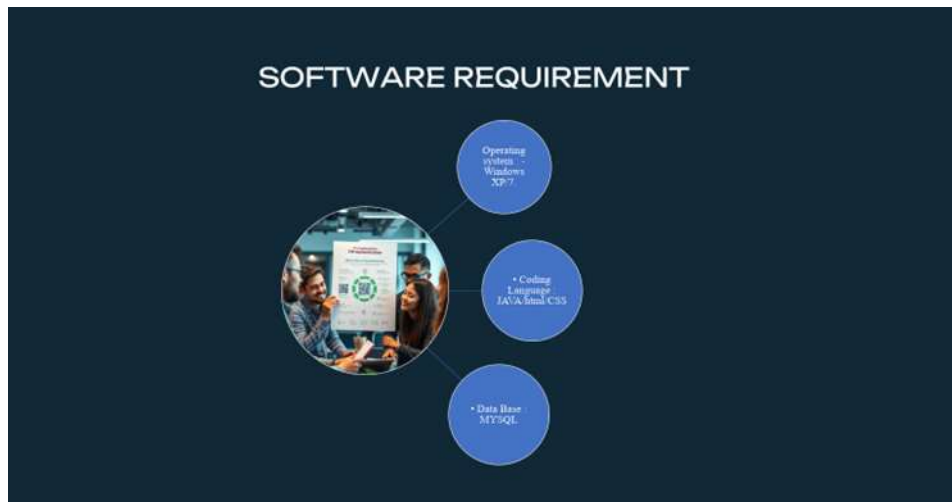 SOFTWARE REQUIREMENT
Operating
system -
Windows
XP/7.
• Coding
Language :
JAVA/html/CSS
• Data Base :
MYSQL